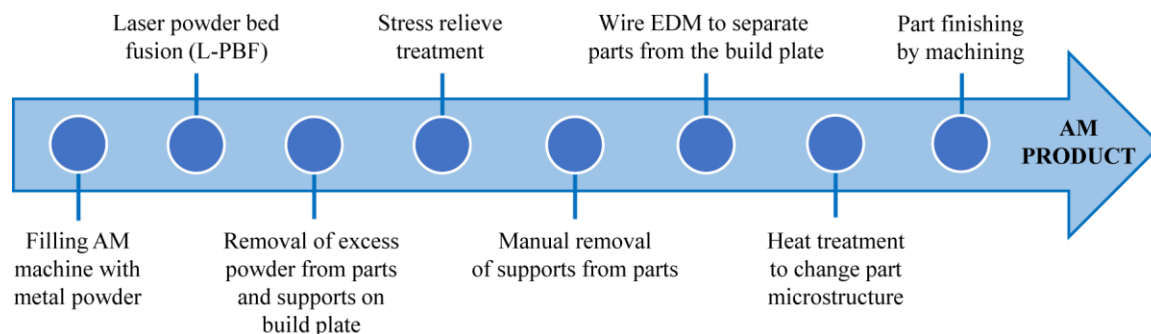 Laser powder bed
fusion (L-PBF)
Stress relieve
treatment
Wire EDM to separate
parts from the build plate
Part finishing
by machining
AM
PRODUCT
Filling AM
machine with
metal powder
Removal of excess
powder from parts
and supports on
build plate
Manual removal
of supports from parts
Heat treatment
to change part
microstructure